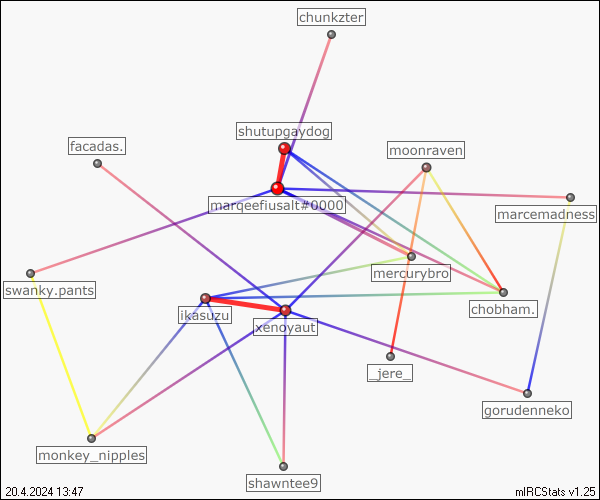 chunkzter
shutupgaydog
facadas.
moonraven
marqeefiusalt#0000
marcemadness
mercurybro
swanky.pants
chobham.
ikasuzu
xenoyaut
_jere_
gorudenneko
monkey_nipples
shawntee9
20.4.2024 13:47
mIRCStats v1.25